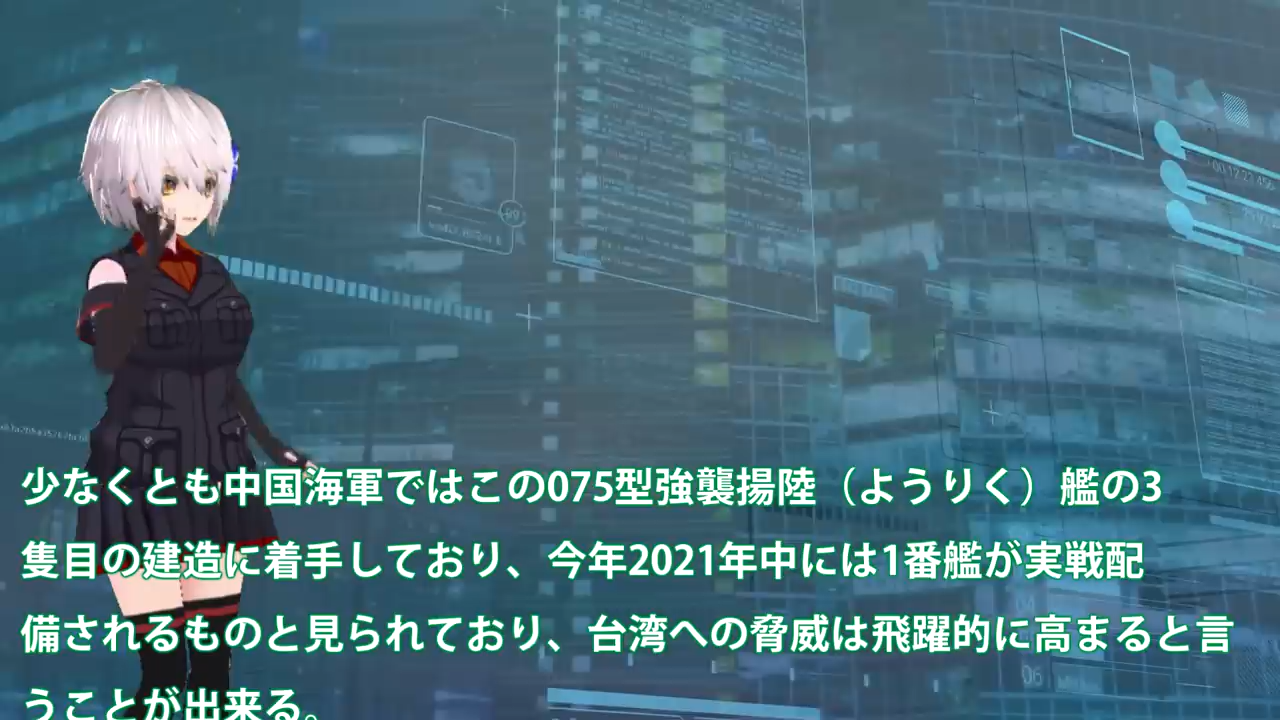 少なくとも中国海軍ではこの075型強襲揚陸（ようりく）艦の3
隻目の建造に着手しており、今年2021年中には1番艦が実戦配
備されるものと見られており、台湾への脅威は飛躍的に高まると言
うことが出来る。